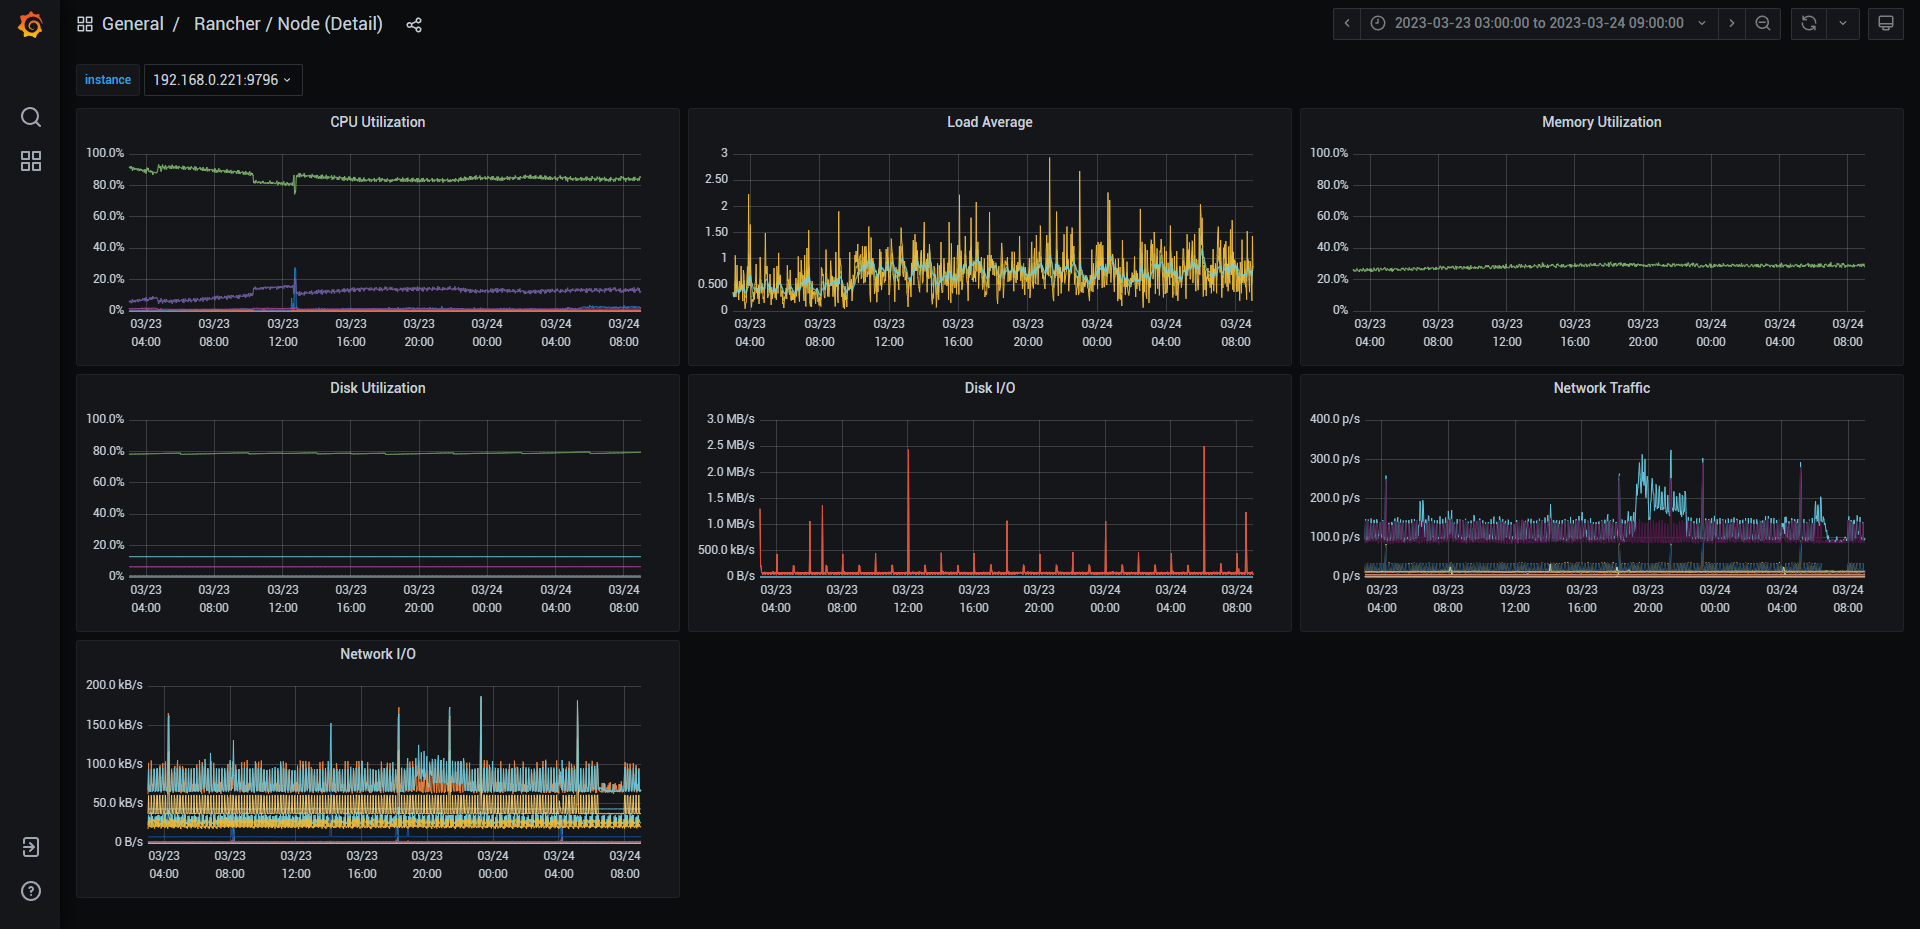 General / Rancher / Node (Detail)
2023-03-23 03:00:00 to 2023-03-24 09:00:00
instance 192.168.0.221:9796
CPU Utilization
100.0%
80.0%
60.0%
40.0%
20.0%
0%
03/23 03/23 03/23 03/23 03/23 03/24 03/24 03/24
04:00 08:00 12:00 16:00 20:00 00:00 04:00 08:00
Load Average
3
2.50
2
1.50
1
0.500
0
03/23 03/23 03/23 03/23 03/23 03/24 03/24 03/24
04:00 08:00 12:00 16:00 20:00 00:00 04:00 08:00
Memory Utilization
100.0%
80.0%
60.0%
40.0%
20.0%
0%
03/23 03/23 03/23 03/23 03/23 03/24 03/24 03/24
04:00 08:00 12:00 16:00 20:00 00:00 04:00 08:00
Disk Utilization
100.0%
80.0%
60.0%
40.0%
20.0%
0%
03/23 03/23 03/23 03/23 03/23 03/24 03/24 03/24
04:00 08:00 12:00 16:00 20:00 00:00 04:00 08:00
Disk I/O
3.0 MB/s
2.5 MB/s
2.0 MB/s
1.5 MB/s
1.0 MB/s
500.0 kB/s
0 B/s
03/23 03/23 03/23 03/23 03/23 03/24 03/24 03/24
04:00 08:00 12:00 16:00 20:00 00:00 04:00 08:00
Network Traffic
400.0 p/s
300.0 p/s
200.0 p/s
100.0 p/s
0 p/s
03/23 03/23 03/23 03/23 03/23 03/24 03/24 03/24
04:00 08:00 12:00 16:00 20:00 00:00 04:00 08:00
Network I/O
200.0 kB/s
150.0 kB/s
100.0 kB/s
50.0 kB/s
0 B/s
03/23 03/23 03/23 03/23 03/23 03/24 03/24 03/24
04:00 08:00 12:00 16:00 20:00 00:00 04:00 08:00